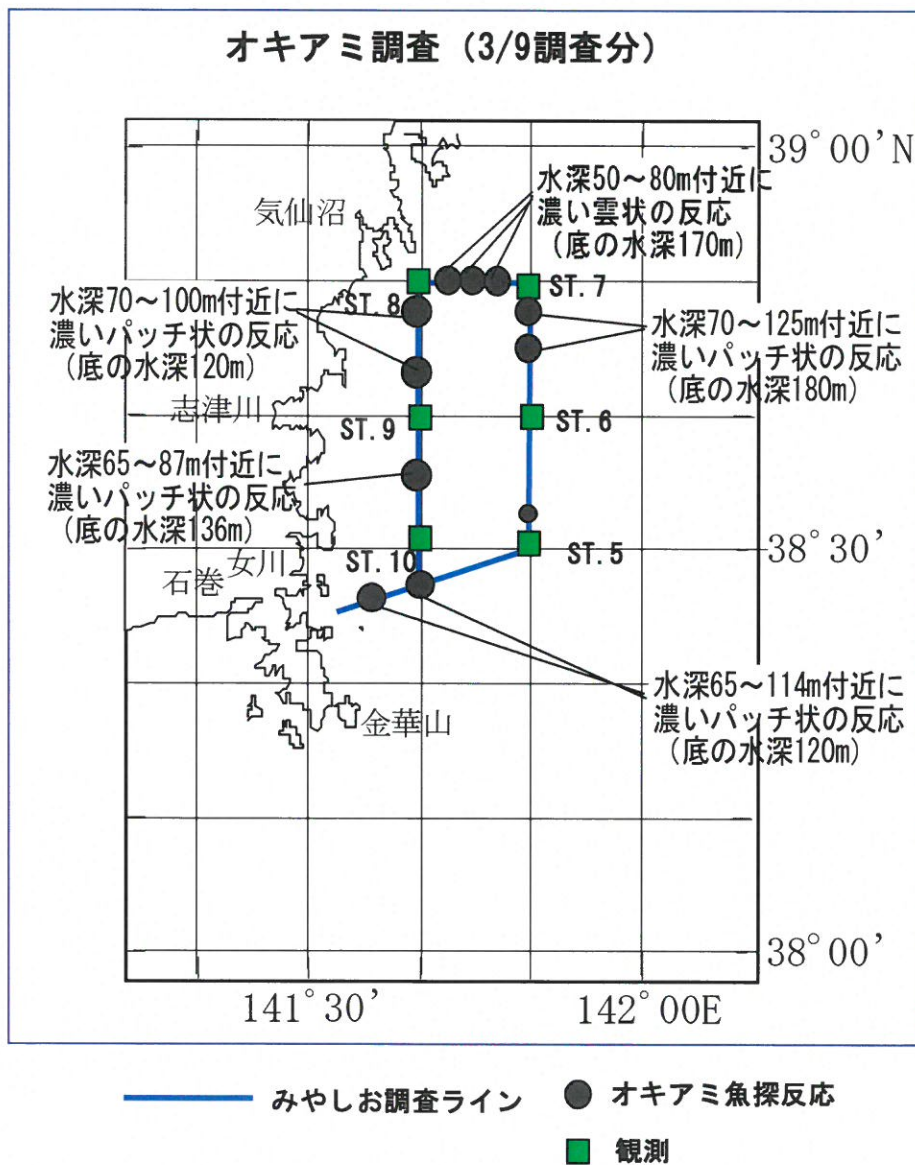 オキアミ調査（3/9調査分）
39°00'N
水深50～80m付近に
濃い雲状の反応
（底の水深170m）
気仙沼
ST.7
ST.8
水深70～100m付近に
濃いパッチ状の反応
（底の水深120m）
水深70～125m付近に
濃いパッチ状の反応
（底の水深180m）
志津川
ST.9
ST.6
水深65～87m付近に
濃いパッチ状の反応
（底の水深136m）
ST.10
ST.5
38°30'
女川
石巻
水深65～114m付近に
濃いパッチ状の反応
（底の水深120m）
金華山
38°00'
141°30'
142°00E
みやしお調査ライン
オキアミ魚探反応
観測